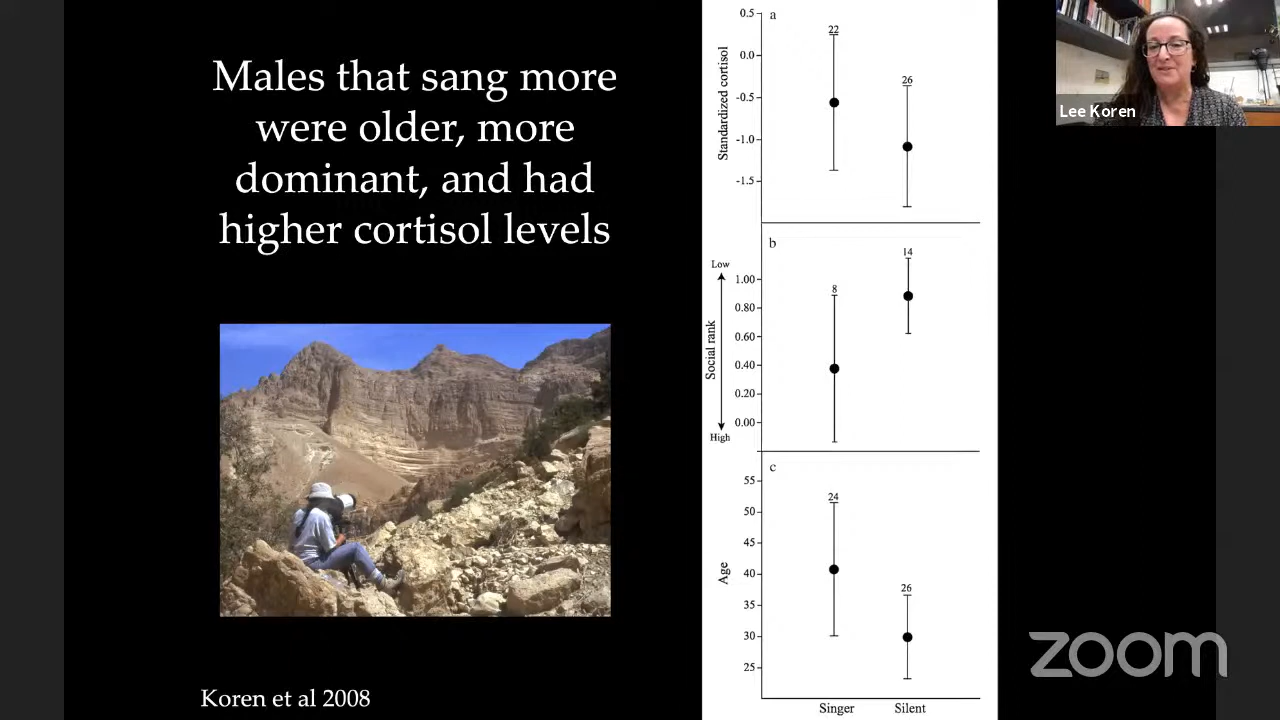 Males that sang more
were older, more
dominant, and had
higher cortisol levels
Koren et al 2008
a
0.5
0.0
-0.5
-1.0
-1.5
Standardized cortisol
22
26
b
Low
High
Social rank
1.00
0.80
0.60
0.40
0.20
0.00
8
14
c
55
50
45
40
35
30
25
Age
24
26
Singer Silent
Lee Koren
zoom